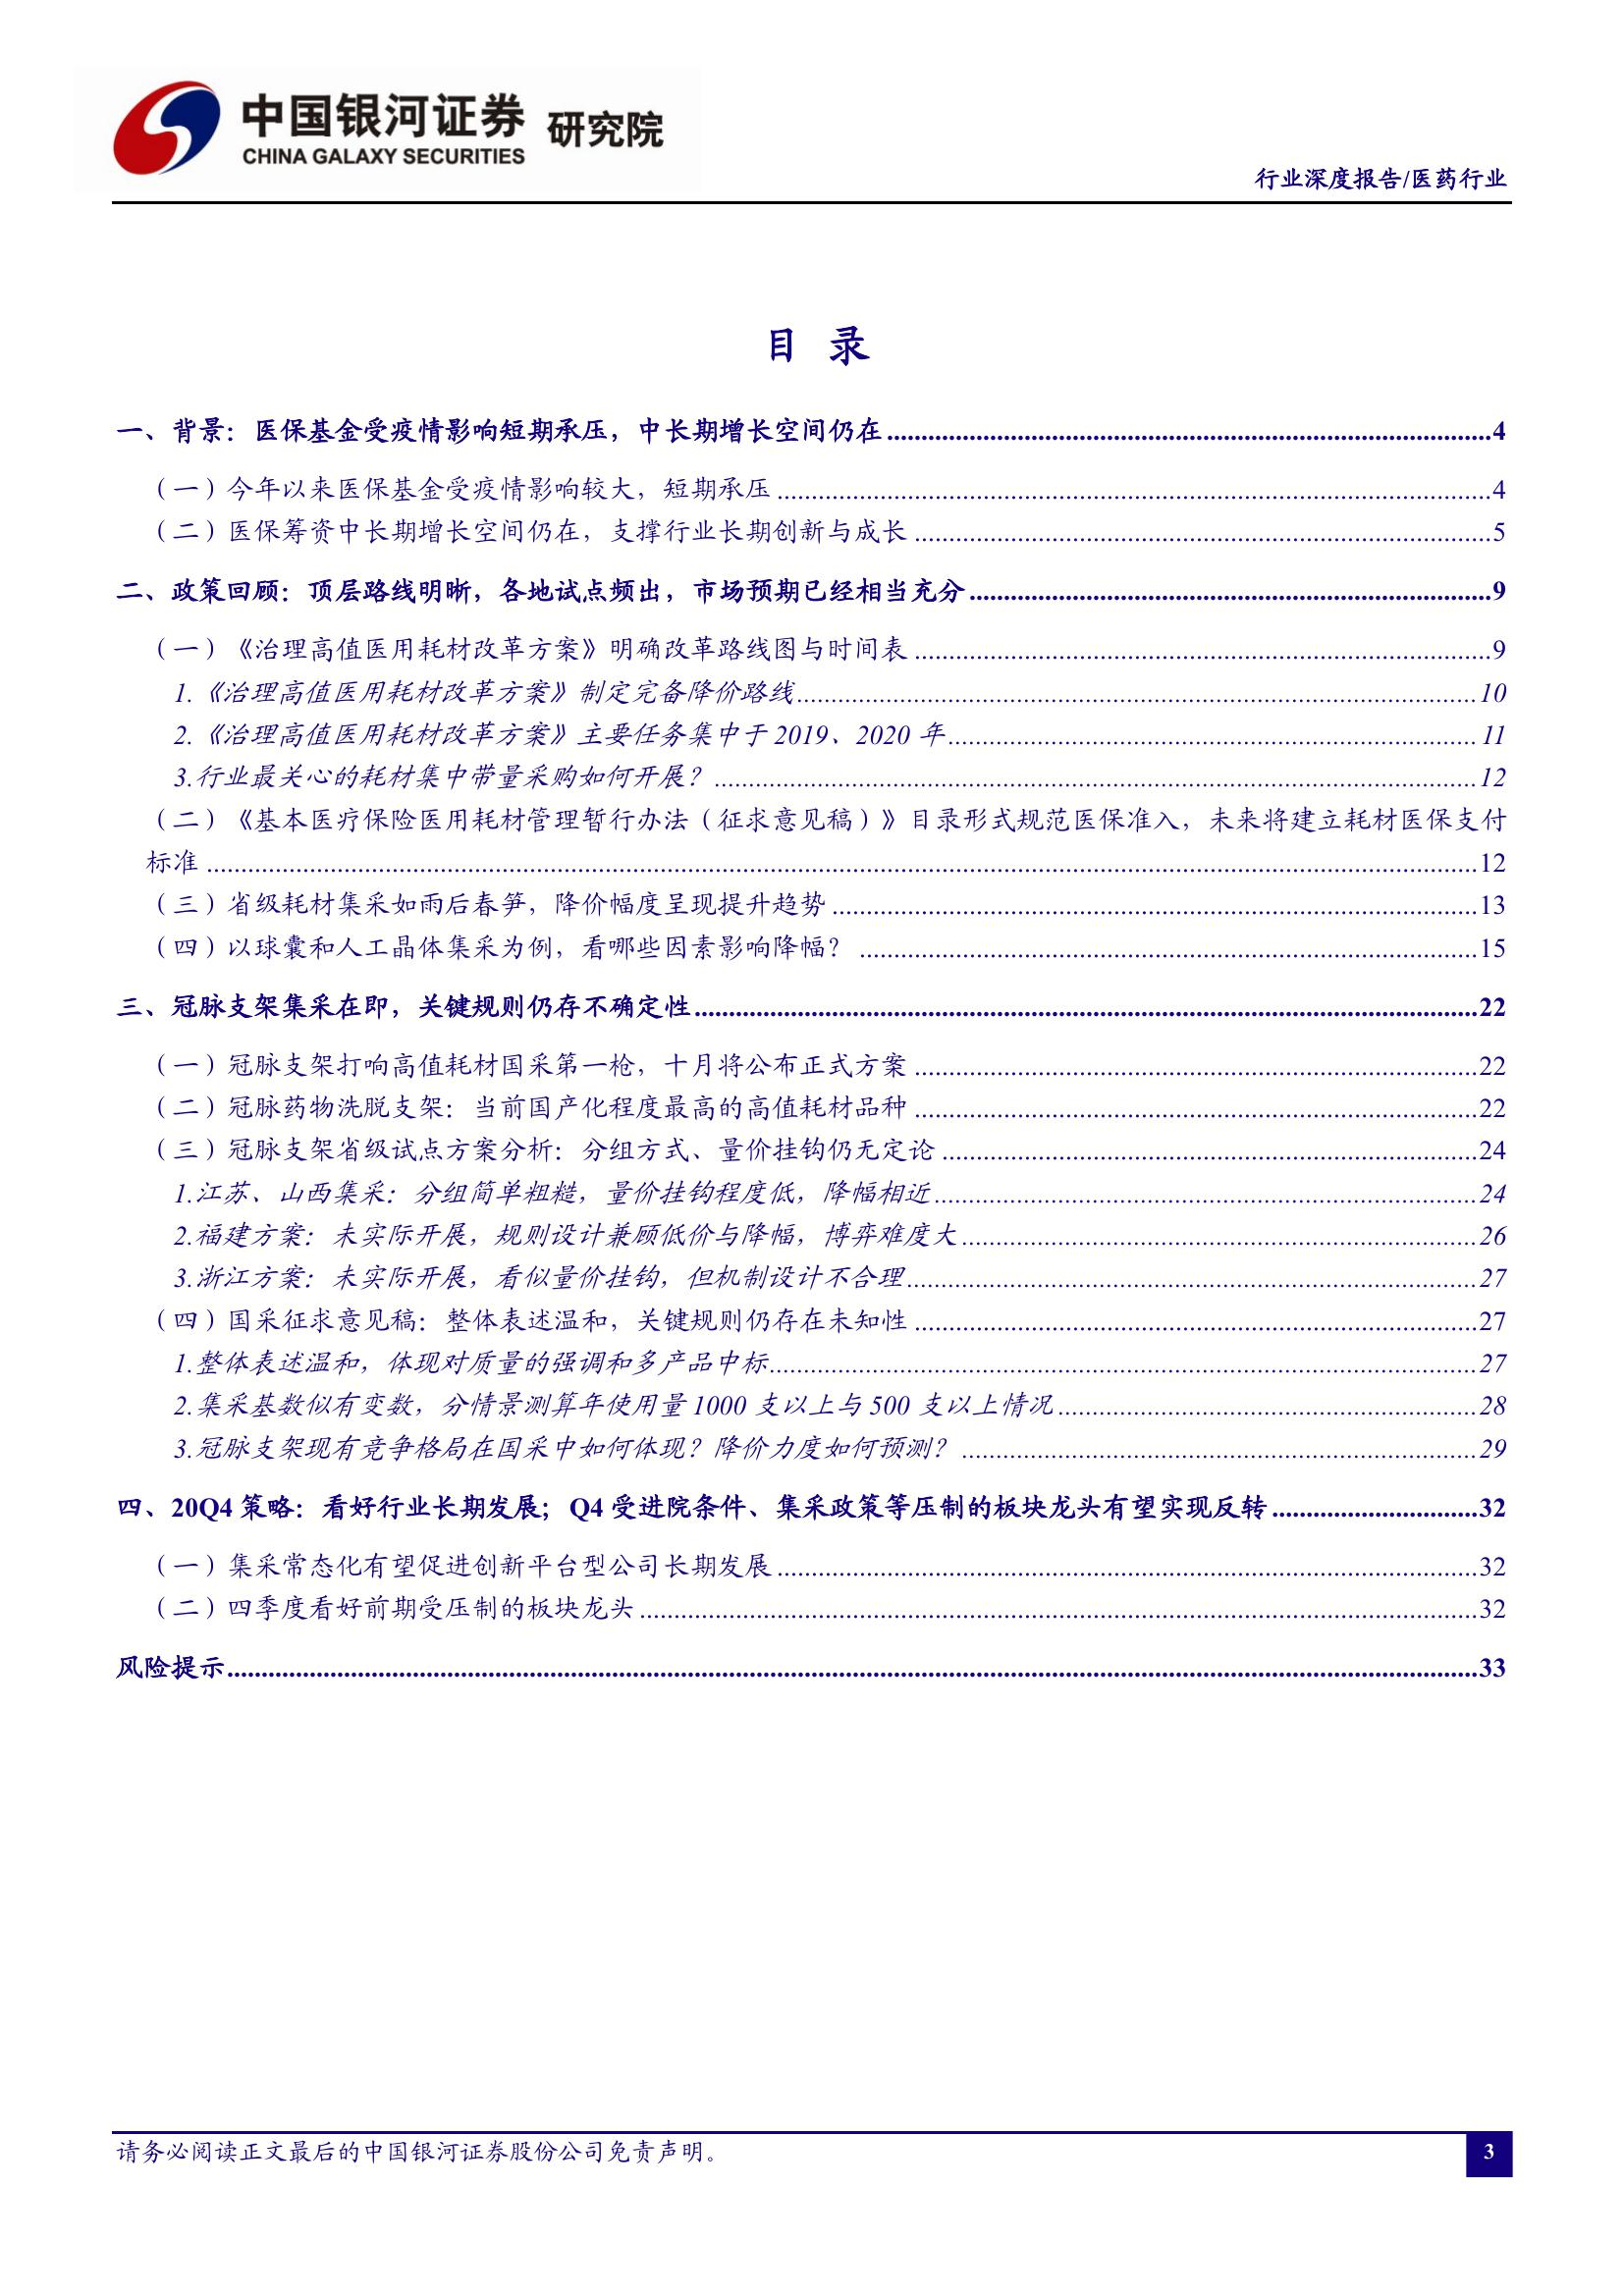 中国银河证券 研究院
CHINA GALAXY SECURITIES
行业深度报告/医药行业
目 录
一、背景：医保基金受疫情影响短期承压，中长期增长空间仍在........4
（一）今年以来医保基金受疫情影响较大，短期承压........4
（二）医保筹资中长期增长空间仍在，支撑行业长期创新与成长........5
二、政策回顾：顶层路线明晰，各地试点频出，市场预期已经相当充分........9
（一）《治理高值医用耗材改革方案》明确改革路线图与时间表........9
1.《治理高值医用耗材改革方案》制定完备降价路线........10
2.《治理高值医用耗材改革方案》主要任务集中于 2019、2020 年........11
3.行业最关心的耗材集中带量采购如何开展？........12
（二）《基本医疗保险医用耗材管理暂行办法（征求意见稿）》目录形式规范医保准入，未来将建立耗材医保支付
标准........12
（三）省级耗材集采如雨后春笋，降价幅度呈现提升趋势........13
（四）以球囊和人工晶体集采为例，看哪些因素影响降幅？........15
三、冠脉支架集采在即，关键规则仍存不确定性........22
（一）冠脉支架打响高值耗材国采第一枪，十月将公布正式方案........22
（二）冠脉药物洗脱支架：当前国产化程度最高的高值耗材品种........22
（三）冠脉支架省级试点方案分析：分组方式、量价挂钩仍无定论........24
1.江苏、山西集采：分组简单粗糙，量价挂钩程度低，降幅相近........24
2.福建方案：未实际开展，规则设计兼顾低价与降幅，博弈难度大........26
3.浙江方案：未实际开展，看似量价挂钩，但机制设计不合理........27
（四）国采征求意见稿：整体表述温和，关键规则仍存在未知性........27
1.整体表述温和，体现对质量的强调和多产品中标........27
2.集采基数似有变数，分情景测算年使用量 1000 支以上与 500 支以上情况........28
3.冠脉支架现有竞争格局在国采中如何体现？降价力度如何预测？........29
四、20Q4 策略：看好行业长期发展；Q4 受进院条件、集采政策等压制的板块龙头有望实现反转........32
（一）集采常态化有望促进创新平台型公司长期发展........32
（二）四季度看好前期受压制的板块龙头........32
风险提示........33
请务必阅读正文最后的中国银河证券股份公司免责声明。
3